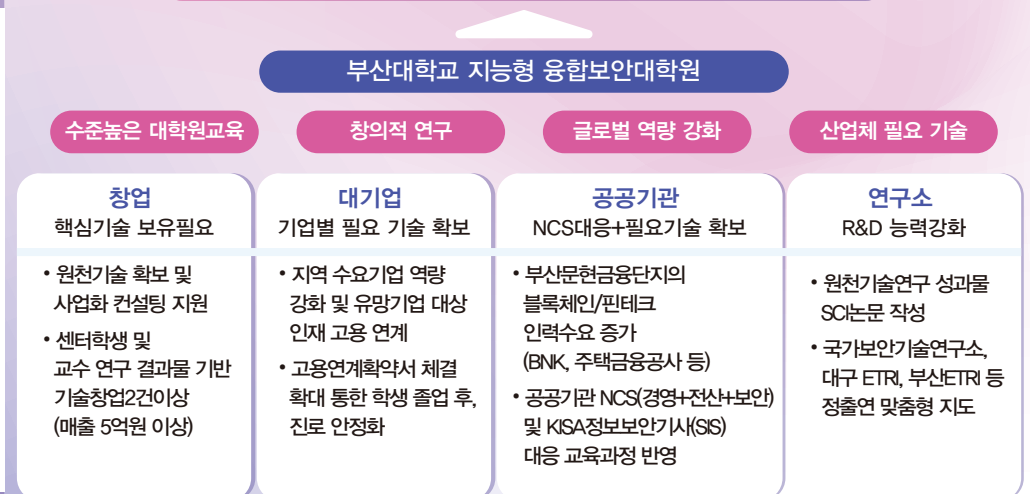 부산대학교 지능형 융합보안대학원
수준높은 대학원교육
창의적 연구
글로벌 역량 강화
산업체 필요 기술
창업
핵심기술 보유필요
• 원천기술 확보 및
사업화 컨설팅 지원
• 센터학생 및
교수 연구 결과물 기반
기술창업2건이상
(매출 5억원 이상)
대기업
기업별 필요 기술 확보
• 지역 수요기업 역량
강화 및 유망기업 대상
인재 고용 연계
• 고용연계확약서 체결
확대 통한 학생 졸업 후,
진로 안정화
공공기관
NCS대응+필요기술 확보
• 부산문현금융단지의
블록체인/핀테크
인력수요 증가
(BNK, 주택금융공사 등)
• 공공기관 NCS(경영+전산+보안)
및 KISA정보보안기사(SIS)
대응 교육과정 반영
연구소
R&D 능력강화
• 원천기술연구 성과물
SCI논문 작성
• 국가보안기술연구소,
대구 ETRI, 부산ETRI 등
정출연 맞춤형 지도